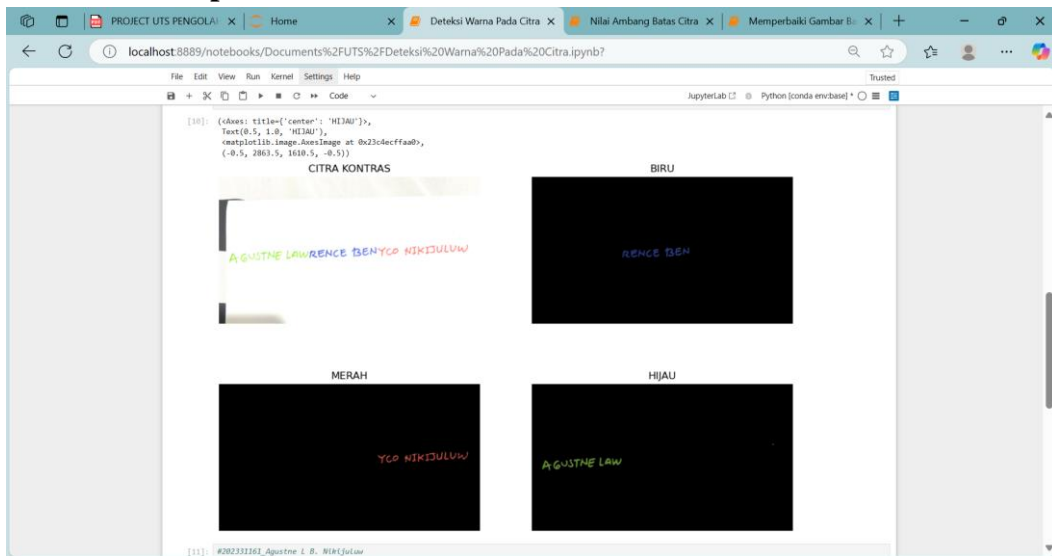 PROJECT UTS PENGOLA
Home
Deteksi Warna Pada Citra
Nilai Ambang Batas Citra
Memperbaiki Gambar Ba
localhost:8889/notebooks/Documents%2FUTS%2FDeteksi%20Warna%20Pada%20Citra.ipynb?
File Edit View Run Kernel Settings Help
Trusted
Code
JupyterLab
Python [conda env:base] *
[10]: (<Axes: title={'center': 'HIJAU'}>,
Text(0.5, 1.0, 'HIJAU'),
<matplotlib.image.AxesImage at 0x23c4ecffaa0>,
(-0.5, 2863.5, 1610.5, -0.5))
CITRA KONTRAS
BIRU
AGUSTNE LAWRENCE BENYCO NIKIJULUW
RENCE BEN
MERAH
HIJAU
YCO NIKIJULUW
AGUSTNE LAW
[11]: #202331161_Agustne L B. Nikijuluw